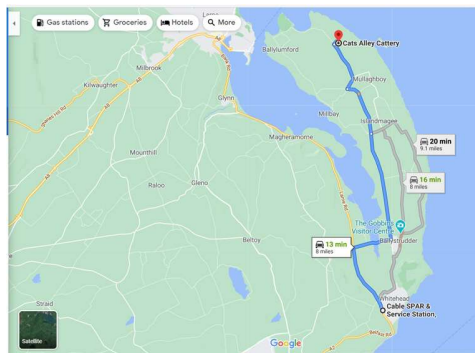 Gas stations
Groceries
Hotels
More
Cats Alley Cattery
Ballylumford
Kilwaughter
Millbrook
Mullaghboy
Glynn
Millbay
Islandmagee
Magheramorne
20 min
9.1 miles
Mounthill
16 min
8 miles
Raloo
Gleno
The Gobbins
Visitor Centre
Beltoy
13 min
8 miles
Ballystrudder
Whitehead
Cable SPAR &
Service Station,
Straid
Satellite
Google